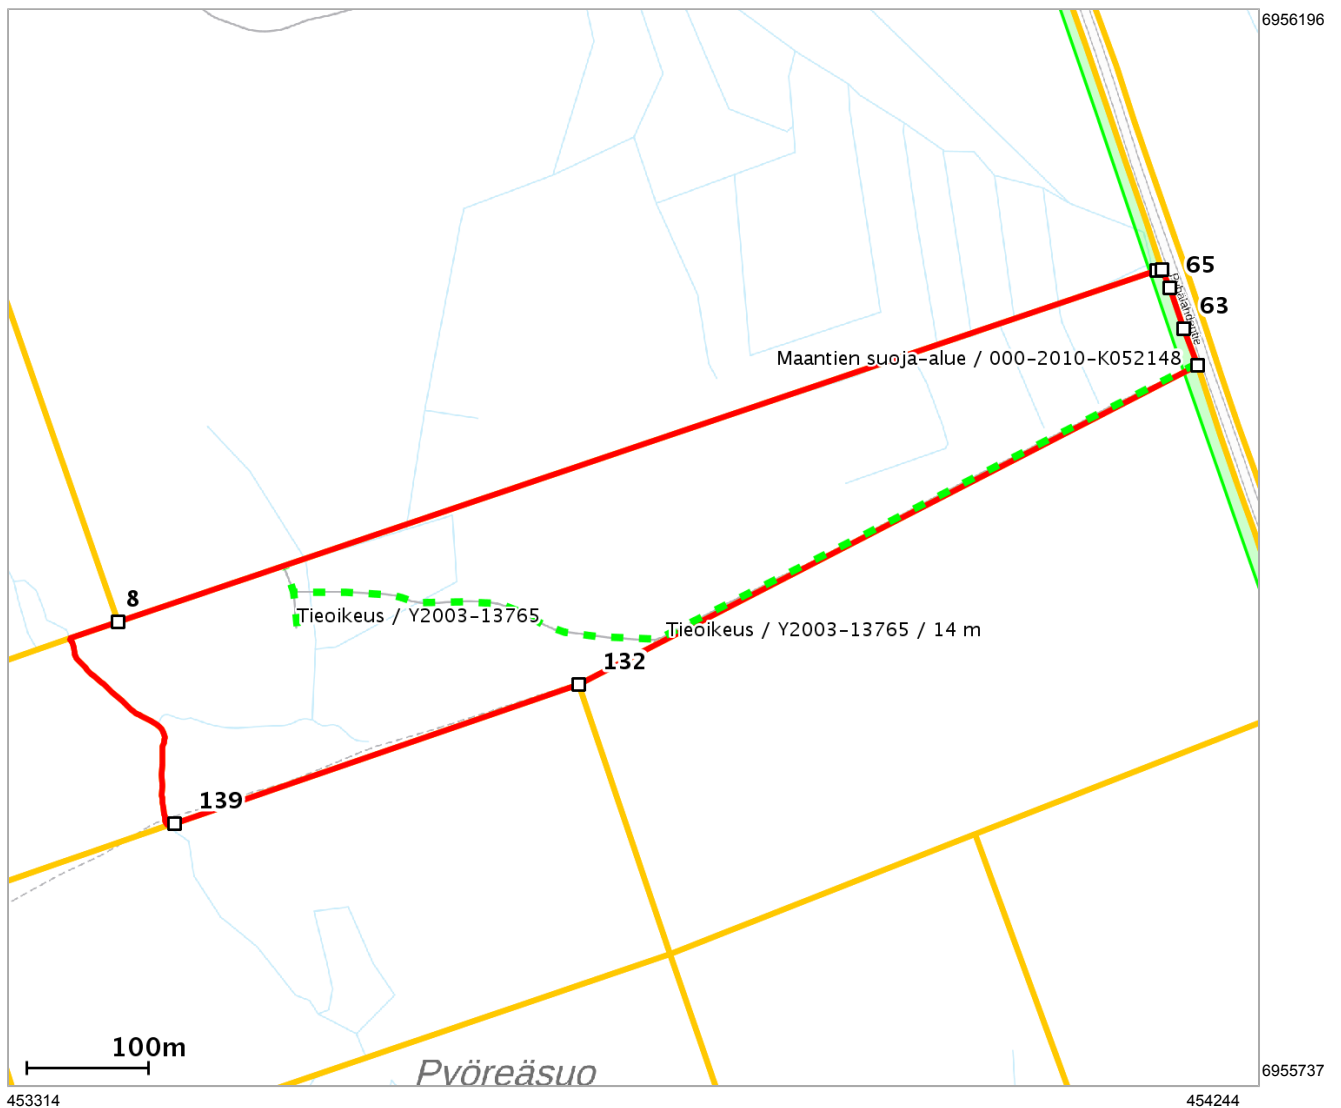 6956196
65
63
Pyhälahdentie
Maantien suoja-alue / 000-2010-K052148
8
Tieoikeus / Y2003-13765
Tieoikeus / Y2003-13765 / 14 m
132
139
100m
Pyöreäsuo
6955737
453314
454244